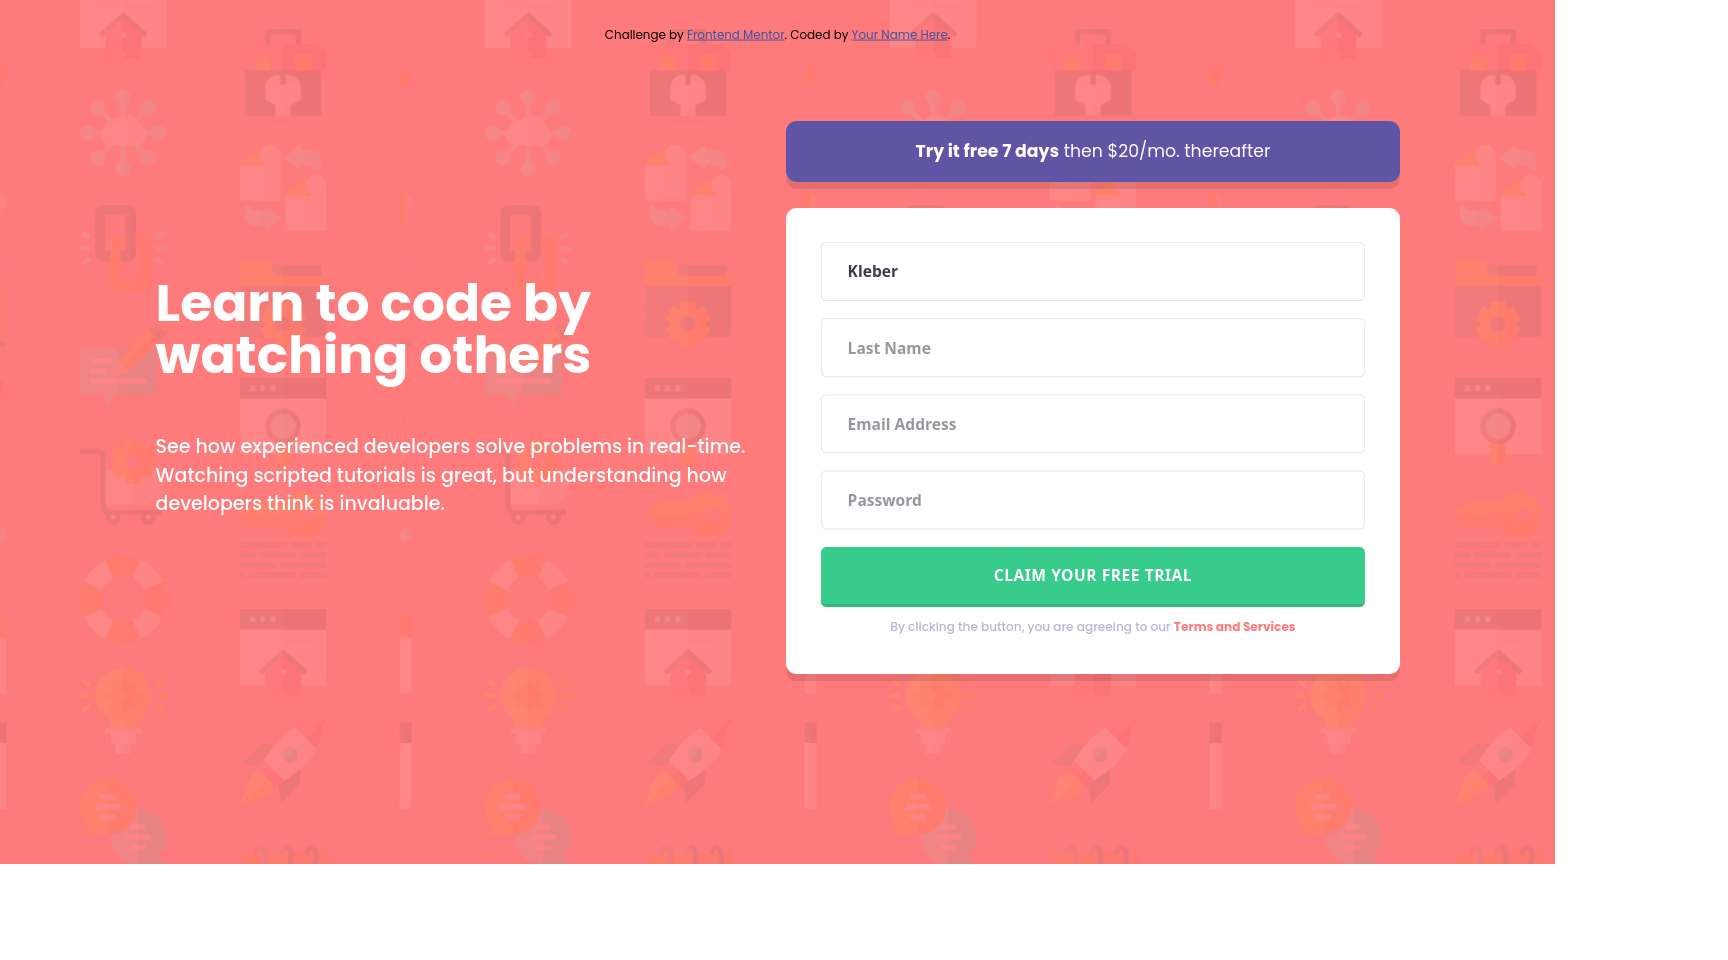 Challenge by Frontend Mentor. Coded by Your Name Here.
Try it free 7 days then $20/mo. thereafter
Learn to code by
watching others
See how experienced developers solve problems in real-time.
Watching scripted tutorials is great, but understanding how
developers think is invaluable.
Kleber
Last Name
Email Address
Password
CLAIM YOUR FREE TRIAL
By clicking the button, you are agreeing to our Terms and Services